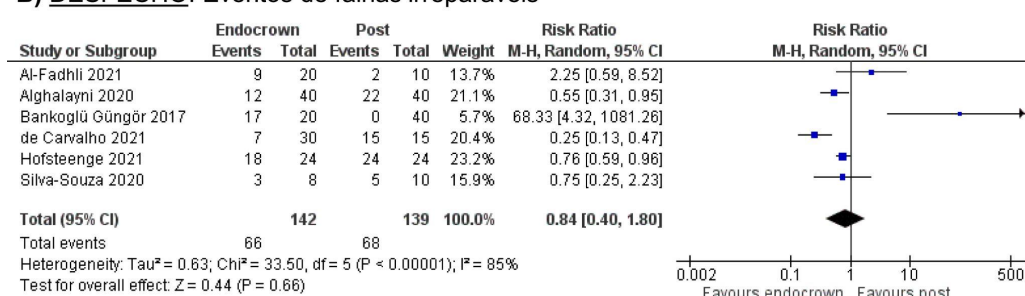 B) DESFECHO: Eventos de falhas irreparáveis
Endocrown Post Risk Ratio Risk Ratio
Study or Subgroup Events Total Events Total Weight M-H, Random, 95% CI M-H, Random, 95% CI
Al-Fadhli 2021 9 20 2 10 13.7% 2.25 [0.59, 8.52]
Alghalayni 2020 12 40 22 40 21.1% 0.55 [0.31, 0.95]
Bankoglü Güngör 2017 17 20 0 40 5.7% 68.33 [4.32, 1081.26]
de Carvalho 2021 7 30 15 15 20.4% 0.25 [0.13, 0.47]
Hofsteenge 2021 18 24 24 24 23.2% 0.76 [0.59, 0.96]
Silva-Souza 2020 3 8 5 10 15.9% 0.75 [0.25, 2.23]
Total (95% CI) 142 139 100.0% 0.84 [0.40, 1.80]
Total events 66 68
Heterogeneity: Tau² = 0.63; Chi² = 33.50, df = 5 (P < 0.00001); I² = 85%
Test for overall effect: Z = 0.44 (P = 0.66)
0.002 0.1 1 10 500
Favours endocrown Favours post